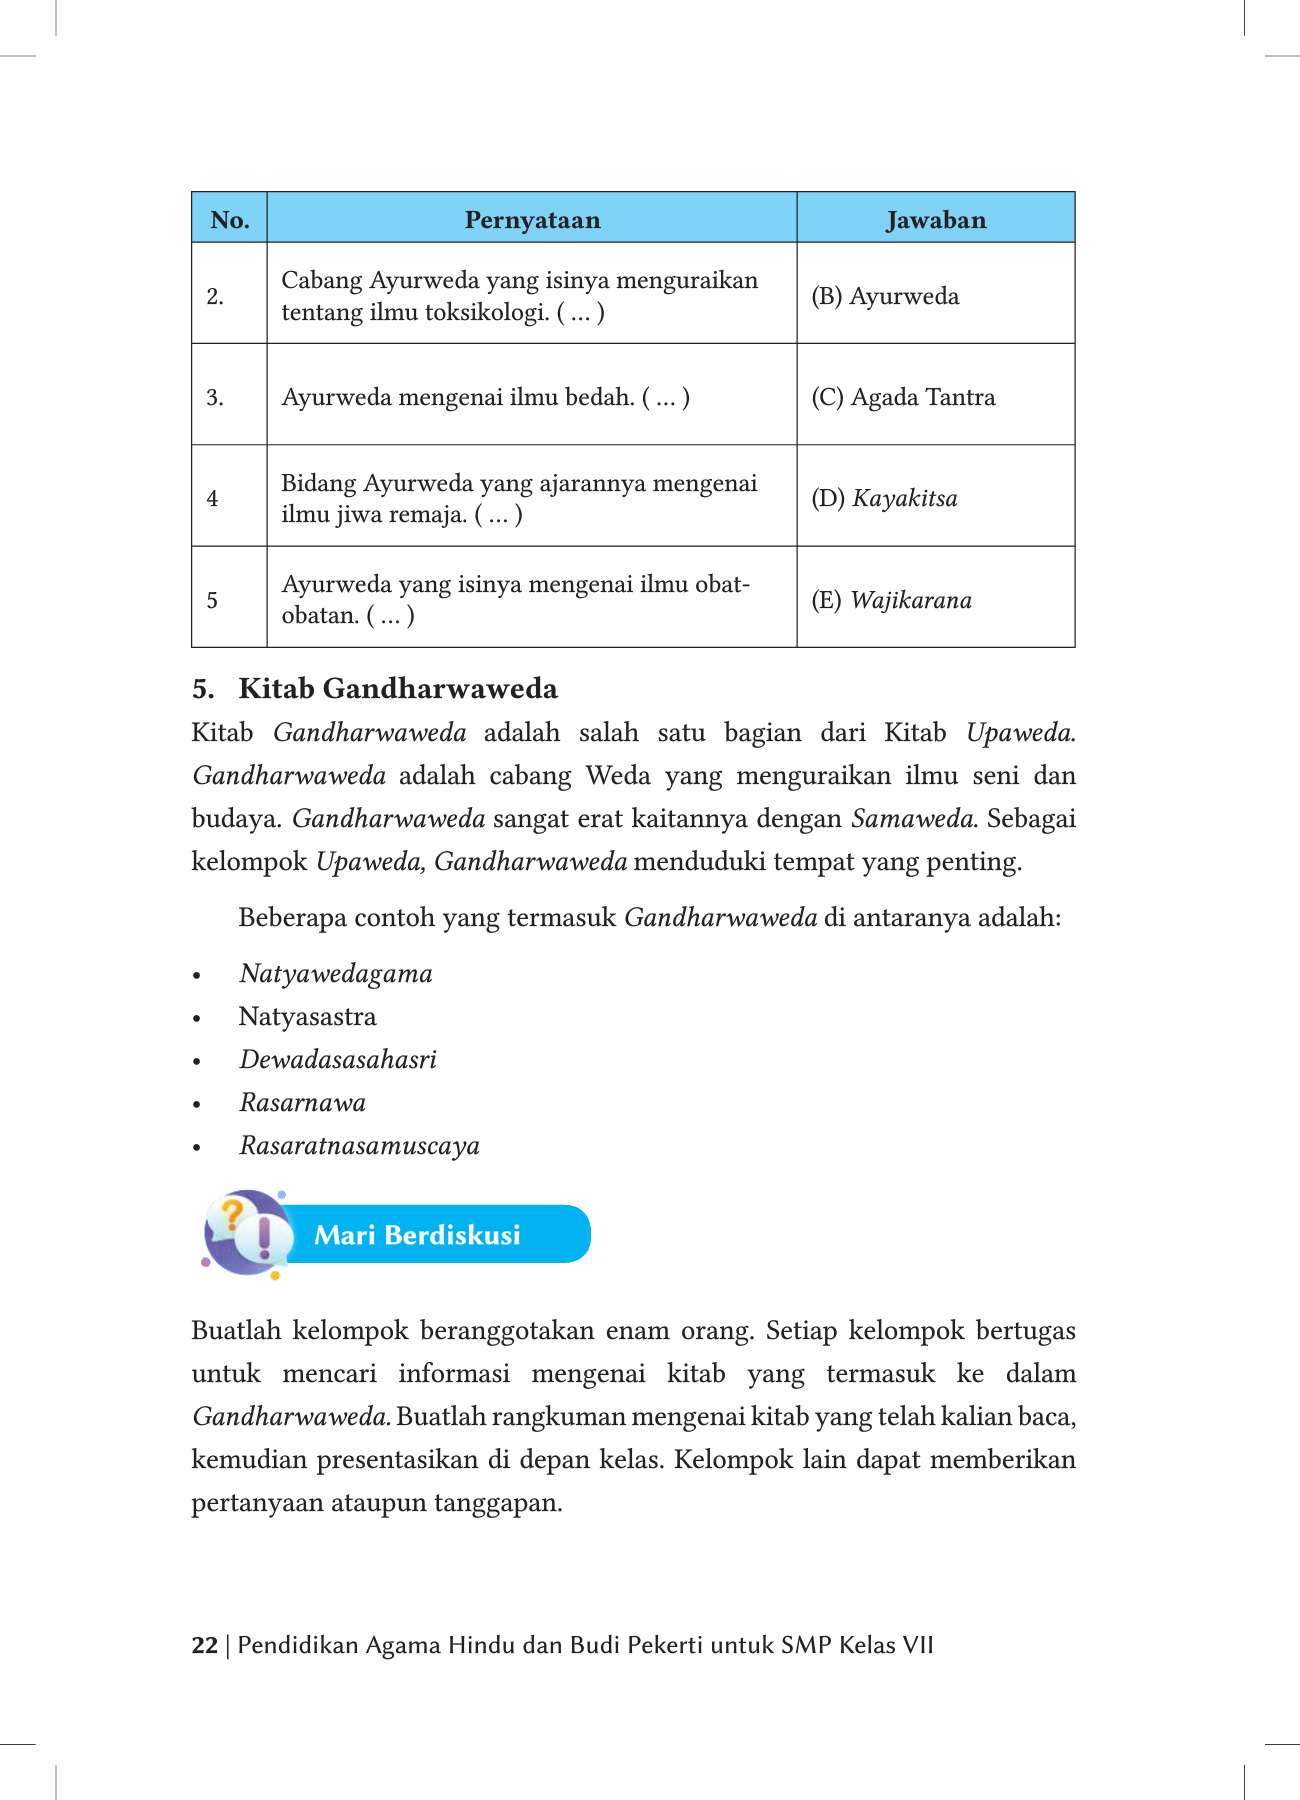 No. Pernyataan Jawaban
2. Cabang Ayurweda yang isinya menguraikan
tentang ilmu toksikologi. ( ... ) (B) Ayurweda
3. Ayurweda mengenai ilmu bedah. ( ... ) (C) Agada Tantra
4 Bidang Ayurweda yang ajarannya mengenai
ilmu jiwa remaja. ( ... ) (D) Kayakitsa
5 Ayurweda yang isinya mengenai ilmu obat-
obatan. ( ... ) (E) Wajikarana
5. Kitab Gandharwaweda
Kitab Gandharwaweda adalah salah satu bagian dari Kitab Upaweda.
Gandharwaweda adalah cabang Weda yang menguraikan ilmu seni dan
budaya. Gandharwaweda sangat erat kaitannya dengan Samaweda. Sebagai
kelompok Upaweda, Gandharwaweda menduduki tempat yang penting.
Beberapa contoh yang termasuk Gandharwaweda di antaranya adalah:
• Natyawedagama
• Natyasastra
• Dewadasasahasri
• Rasarnawa
• Rasaratnasamuscaya
? ! Mari Berdiskusi
Buatlah kelompok beranggotakan enam orang. Setiap kelompok bertugas
untuk mencari informasi mengenai kitab yang termasuk ke dalam
Gandharwaweda. Buatlah rangkuman mengenai kitab yang telah kalian baca,
kemudian presentasikan di depan kelas. Kelompok lain dapat memberikan
pertanyaan ataupun tanggapan.
22 | Pendidikan Agama Hindu dan Budi Pekerti untuk SMP Kelas VII